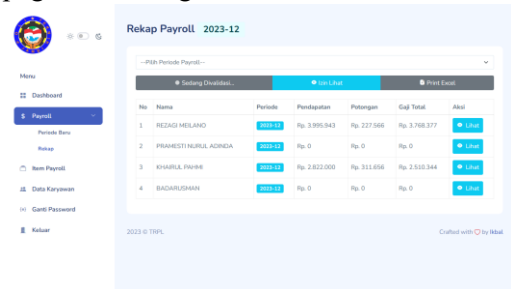 Rekap Payroll 2023-12
--Pilih Periode Payroll--
Sedang Divalidasi... Izin Lihat Print Excel
Menu
Dashboard
Payroll
Periode Baru
Rekap
Item Payroll
Data Karyawan
Ganti Password
Keluar
No Nama Periode Pendapatan Potongan Gaji Total Aksi
1 REZAGI MEILANO 2023-12 Rp. 3.995.943 Rp. 227.566 Rp. 3.768.377 Lihat
2 PRAMESTI NURUL ADINDA 2023-12 Rp. 0 Rp. 0 Rp. 0 Lihat
3 KHAIRUL FAHMI 2023-12 Rp. 2.822.000 Rp. 311.656 Rp. 2.510.344 Lihat
4 BADARUSMAN 2023-12 Rp. 0 Rp. 0 Rp. 0 Lihat
2023 © TRPL Crafted with by Ikbal